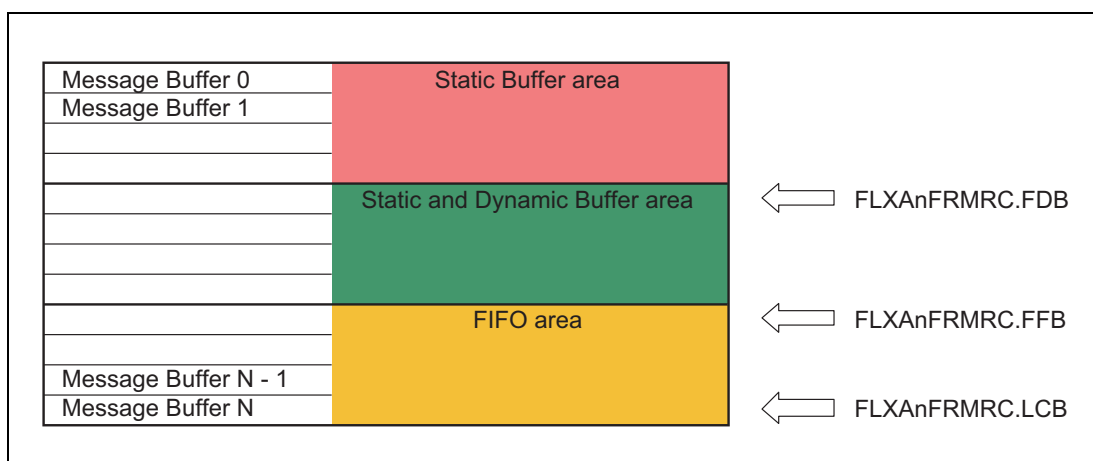 Message Buffer 0 Static Buffer area
Message Buffer 1
Static and Dynamic Buffer area FLXAnFRMRC.FDB
FIFO area FLXAnFRMRC.FFB
Message Buffer N - 1
Message Buffer N FLXAnFRMRC.LCB